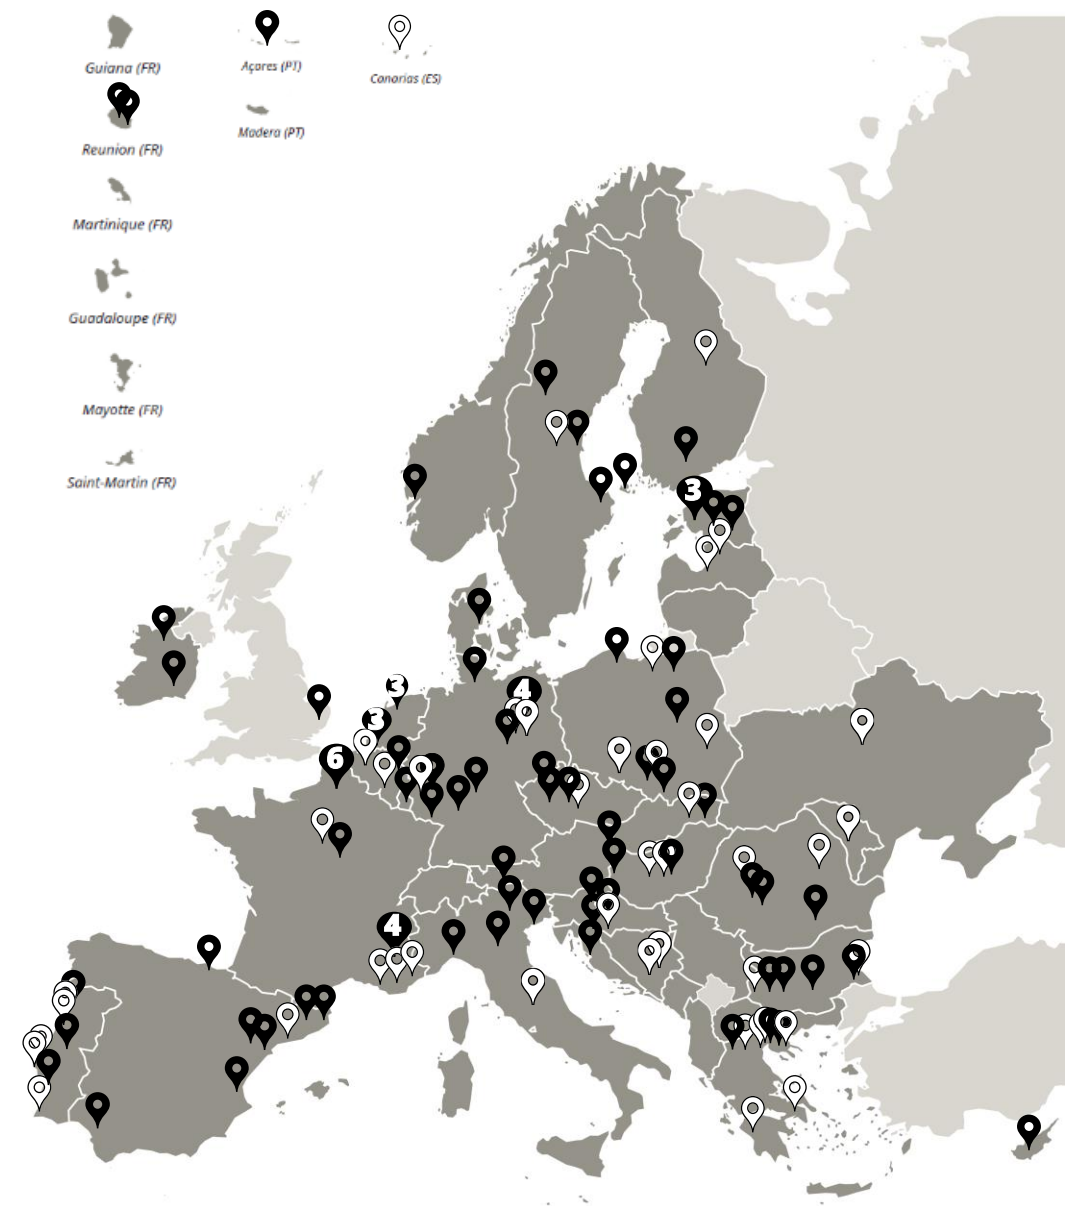 Guiana (FR)
Açores (PT)
Canarias (ES)
Reunion (FR)
Madera (PT)
Martinique (FR)
Guadaloupe (FR)
Mayotte (FR)
Saint-Martin (FR)
3
3
4
3
6
4